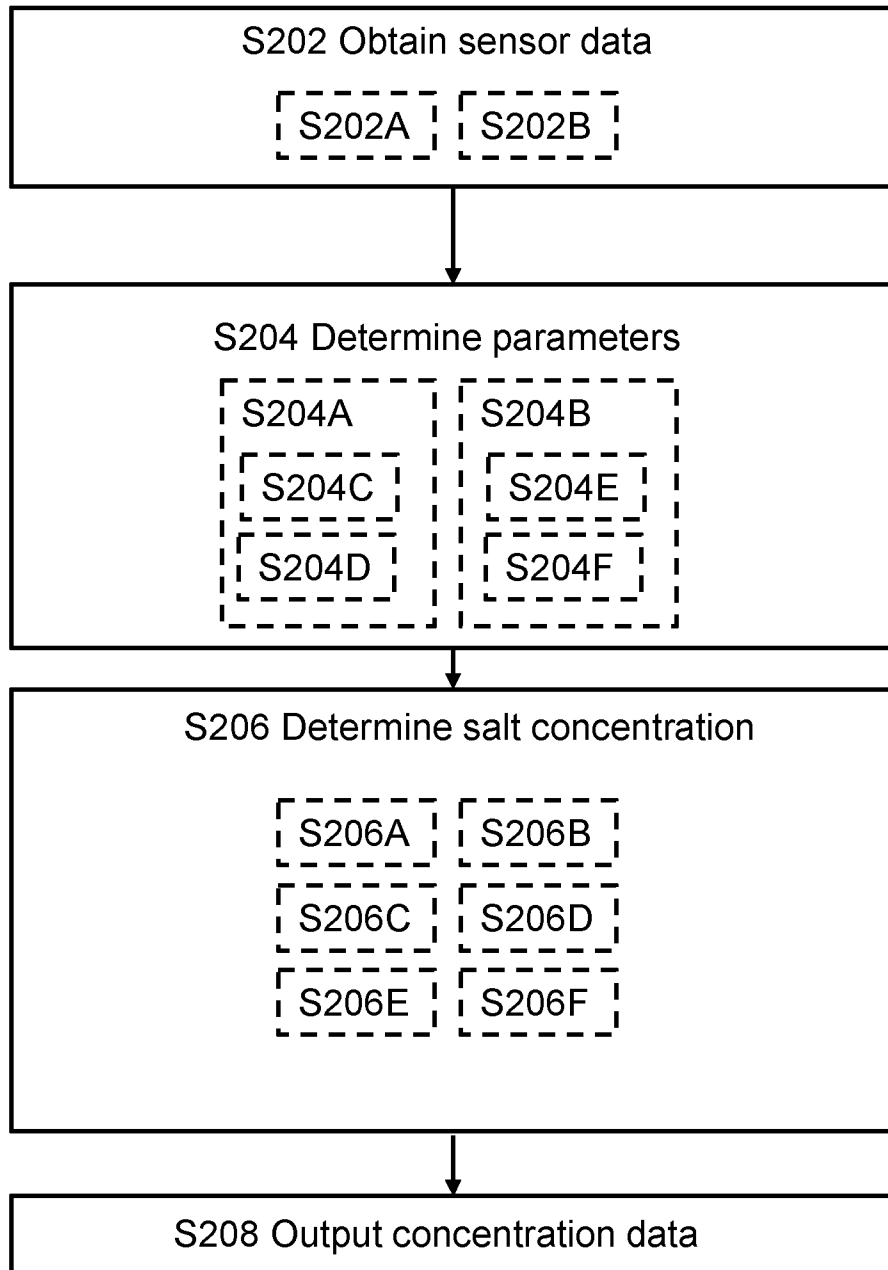 S202 Obtain sensor data
S202A S202B
S204 Determine parameters
S204A S204B
S204C S204E
S204D S204F
S206 Determine salt concentration
S206A S206B
S206C S206D
S206E S206F
S208 Output concentration data